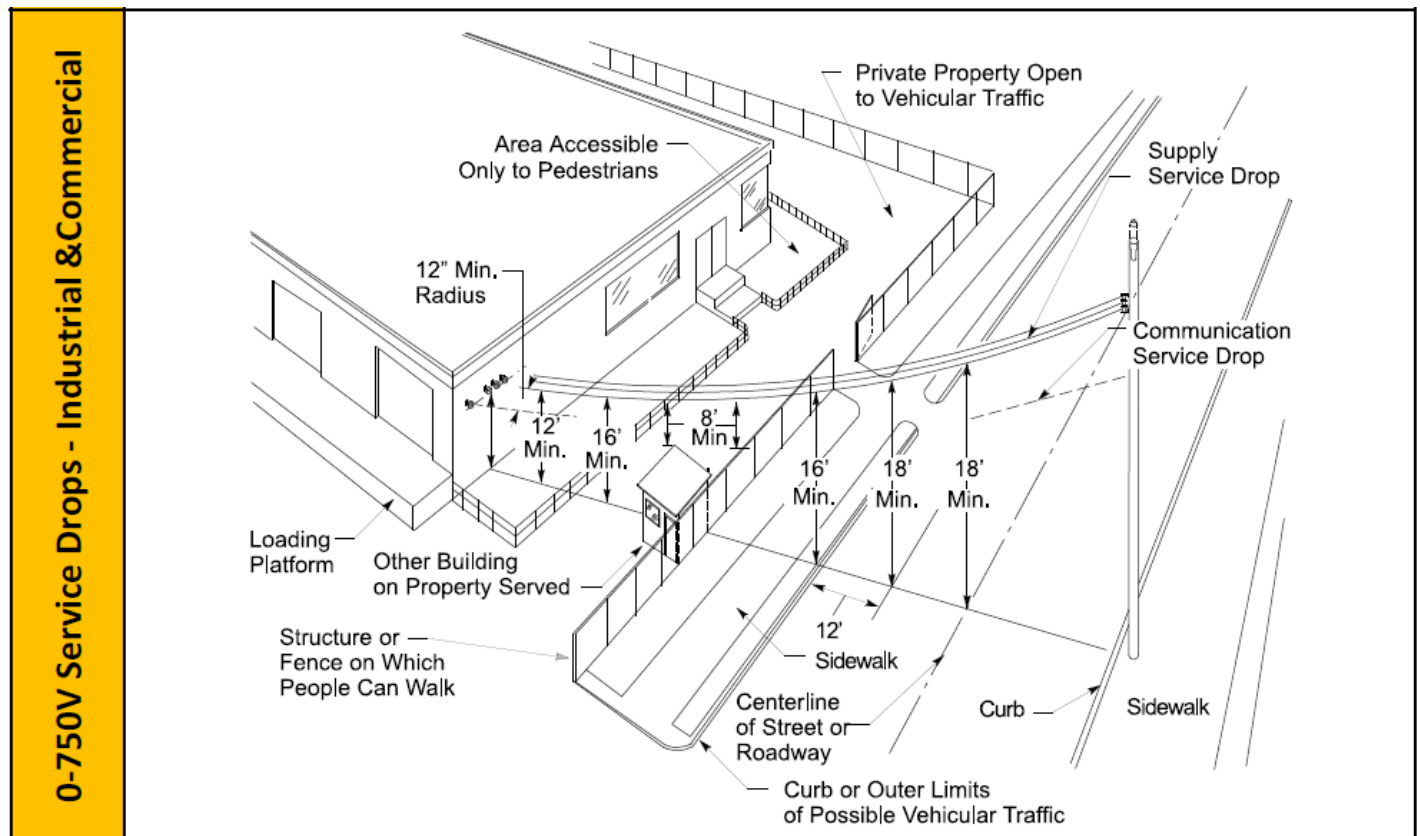 0-750V Service Drops - Industrial &Commercial
Private Property Open
to Vehicular Traffic
Area Accessible
Only to Pedestrians
Supply
Service Drop
12” Min.
Radius
Communication
Service Drop
12’
Min.
16’
Min.
8’
Min
16’
Min.
18’
Min.
18’
Min.
Loading
Platform
Other Building
on Property Served
12’
Structure or
Fence on Which
People Can Walk
Sidewalk
Centerline
of Street or
Roadway
Curb
Sidewalk
Curb or Outer Limits
of Possible Vehicular Traffic